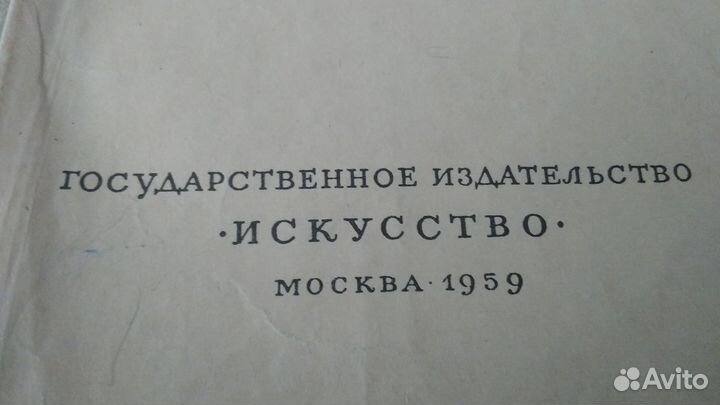 ГОСУДАРСТВЕННОЕ ИЗДАТЕЛЬСТВО
·ИСКУССТВО·
МОСКВА·1959
Avito